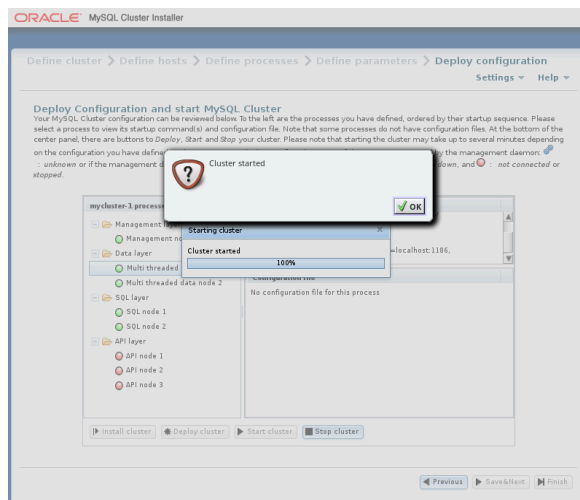 ORACLE® MySQL Cluster Installer
Define cluster > Define hosts > Define processes > Define parameters > Deploy configuration
Settings Help
Deploy Configuration and start MySQL Cluster
Your MySQL Cluster configuration can be reviewed below. To the left are the processes you have defined, ordered by their startup sequence. Please
select a process to view its startup command(s) and configuration file. Note that some processes do not have configuration files. At the bottom of the
center panel, there are buttons to Deploy, Start and Stop your cluster. Please note that starting the cluster may take up to several minutes depending
on the configuration you have define by the management daemon:
: unknown or if the management d down, and : not connected or
stopped.
Cluster started
OK
mycluster-1 processe
Management layer
Management no
Data layer
Multi threaded
Multi threaded data node 2
SQL layer
SQL node 1
SQL node 2
API layer
API node 1
API node 2
API node 3
Starting cluster
Cluster started
100%
=localhost:1186,
Configuration file
No configuration file for this process
Install cluster Deploy cluster Start cluster Stop cluster
Previous Save&Next Finish